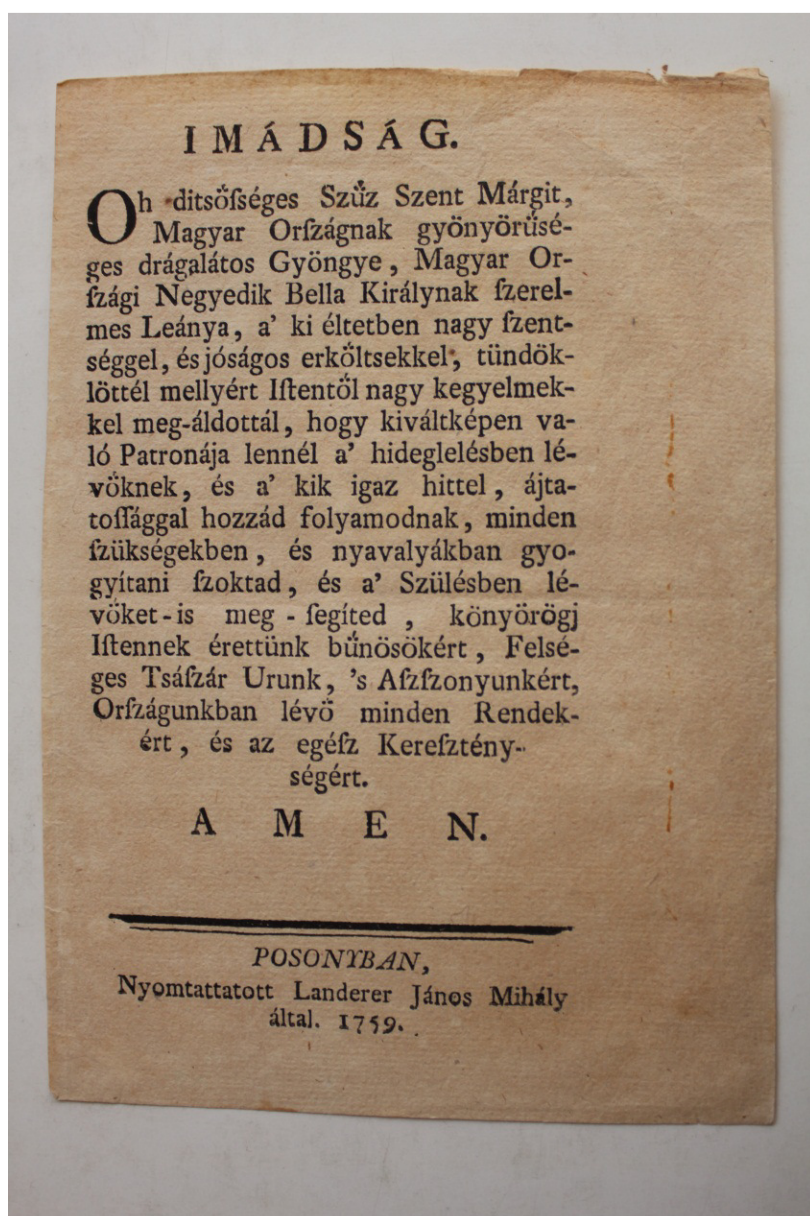 IMÁDSÁG.
Oh ditsőſséges Szűz Szent Márgit,
Magyar Orſzágnak gyönyörűsé-
ges drágalátos Gyöngye, Magyar Or-
ſzági Negyedik Bella Királynak ſzerel-
mes Leánya, a' ki éltetben nagy ſzent-
séggel, és jóságos erkőltsekkel, tündök-
löttél mellyért Iſtentől nagy kegyelmek-
kel meg-áldottál, hogy kiváltképen va-
ló Patronája lennél a' hideglelésben lé-
vőknek, és a' kik igaz hittel, ájta-
toſſággal hozzád folyamodnak, minden
ſzükségekben, és nyavalyákban gyo-
gyítani ſzoktad, és a' Szülésben lé-
vőket-is meg-ſegíted, könyörögj
Iſtennek érettünk bűnösökért, Felsé-
ges Tsáſzár Urunk, 's Aſzſzonyunkért,
Orſzágunkban lévő minden Rendek-
ért, és az egéſz Kereſztény-
ségért.
AMEN.
POSONYBAN,
Nyomtattatott Landerer János Mihály
által. 1759.